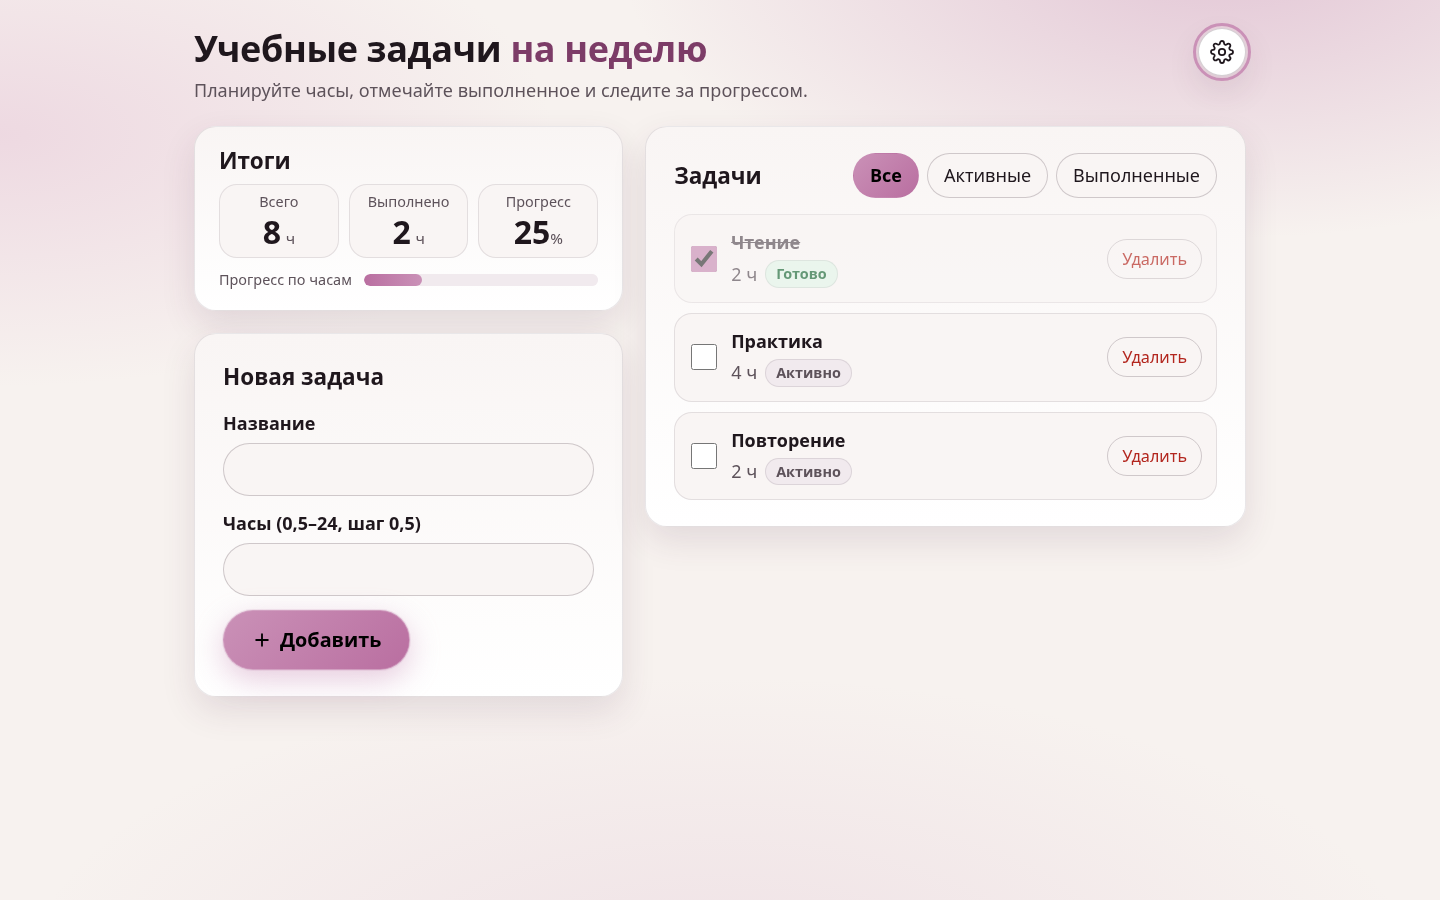 Учебные задачи на неделю
Планируйте часы, отмечайте выполненное и следите за прогрессом.
Итоги
Всего
8 ч
Выполнено
2 ч
Прогресс
25%
Прогресс по часам
Новая задача
Название
Часы (0,5–24, шаг 0,5)
+ Добавить
Задачи
Все
Активные
Выполненные
Чтение
2 ч Готово
Удалить
Практика
4 ч Активно
Удалить
Повторение
2 ч Активно
Удалить